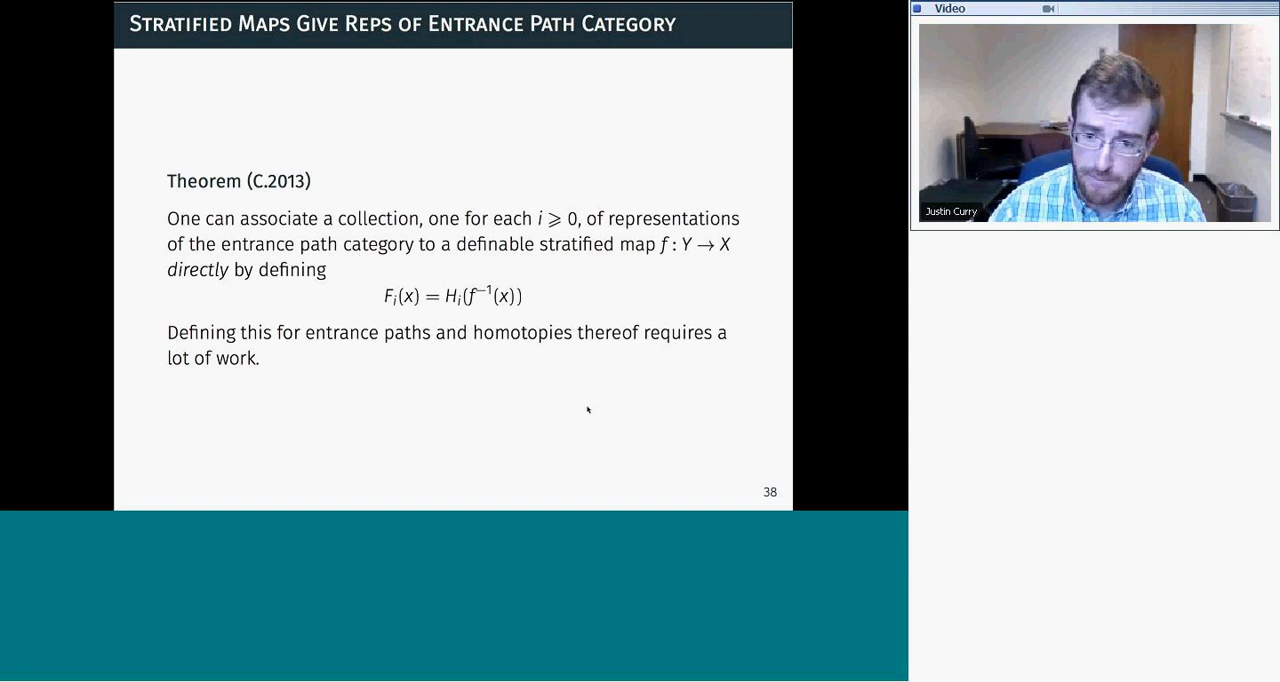 STRATIFIED MAPS GIVE REPS OF ENTRANCE PATH CATEGORY
Theorem (C.2013)
One can associate a collection, one for each i ⩾ 0, of representations
of the entrance path category to a definable stratified map f : Y → X
directly by defining
Fᵢ(x) = Hᵢ(f⁻¹(x))
Defining this for entrance paths and homotopies thereof requires a
lot of work.
38
Video
Justin Curry